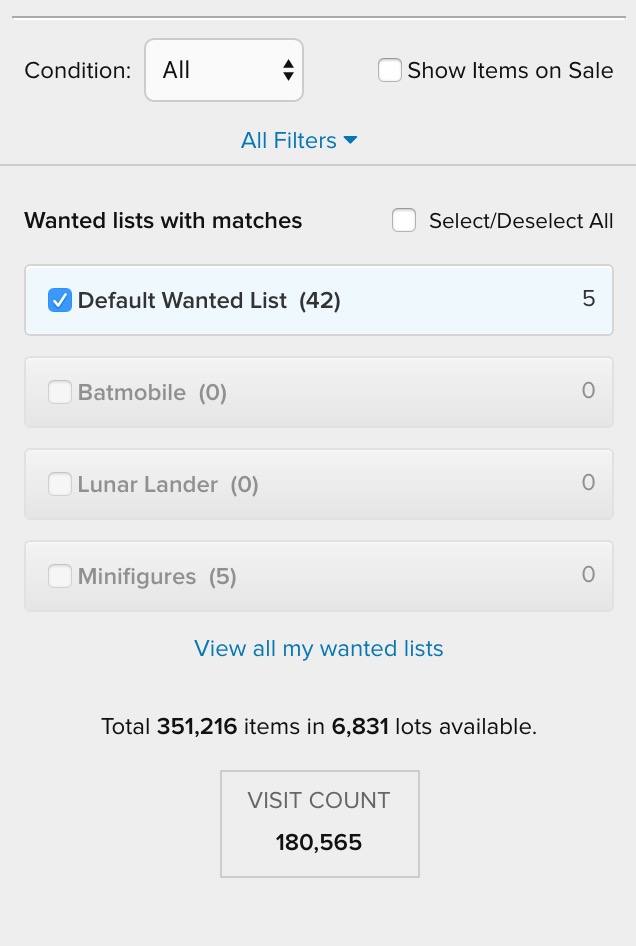 Condition: All Show Items on Sale
All Filters
Wanted lists with matches Select/Deselect All
Default Wanted List (42) 5
Batmobile (0) 0
Lunar Lander (0) 0
Minifigures (5) 0
View all my wanted lists
Total 351,216 items in 6,831 lots available.
VISIT COUNT
180,565